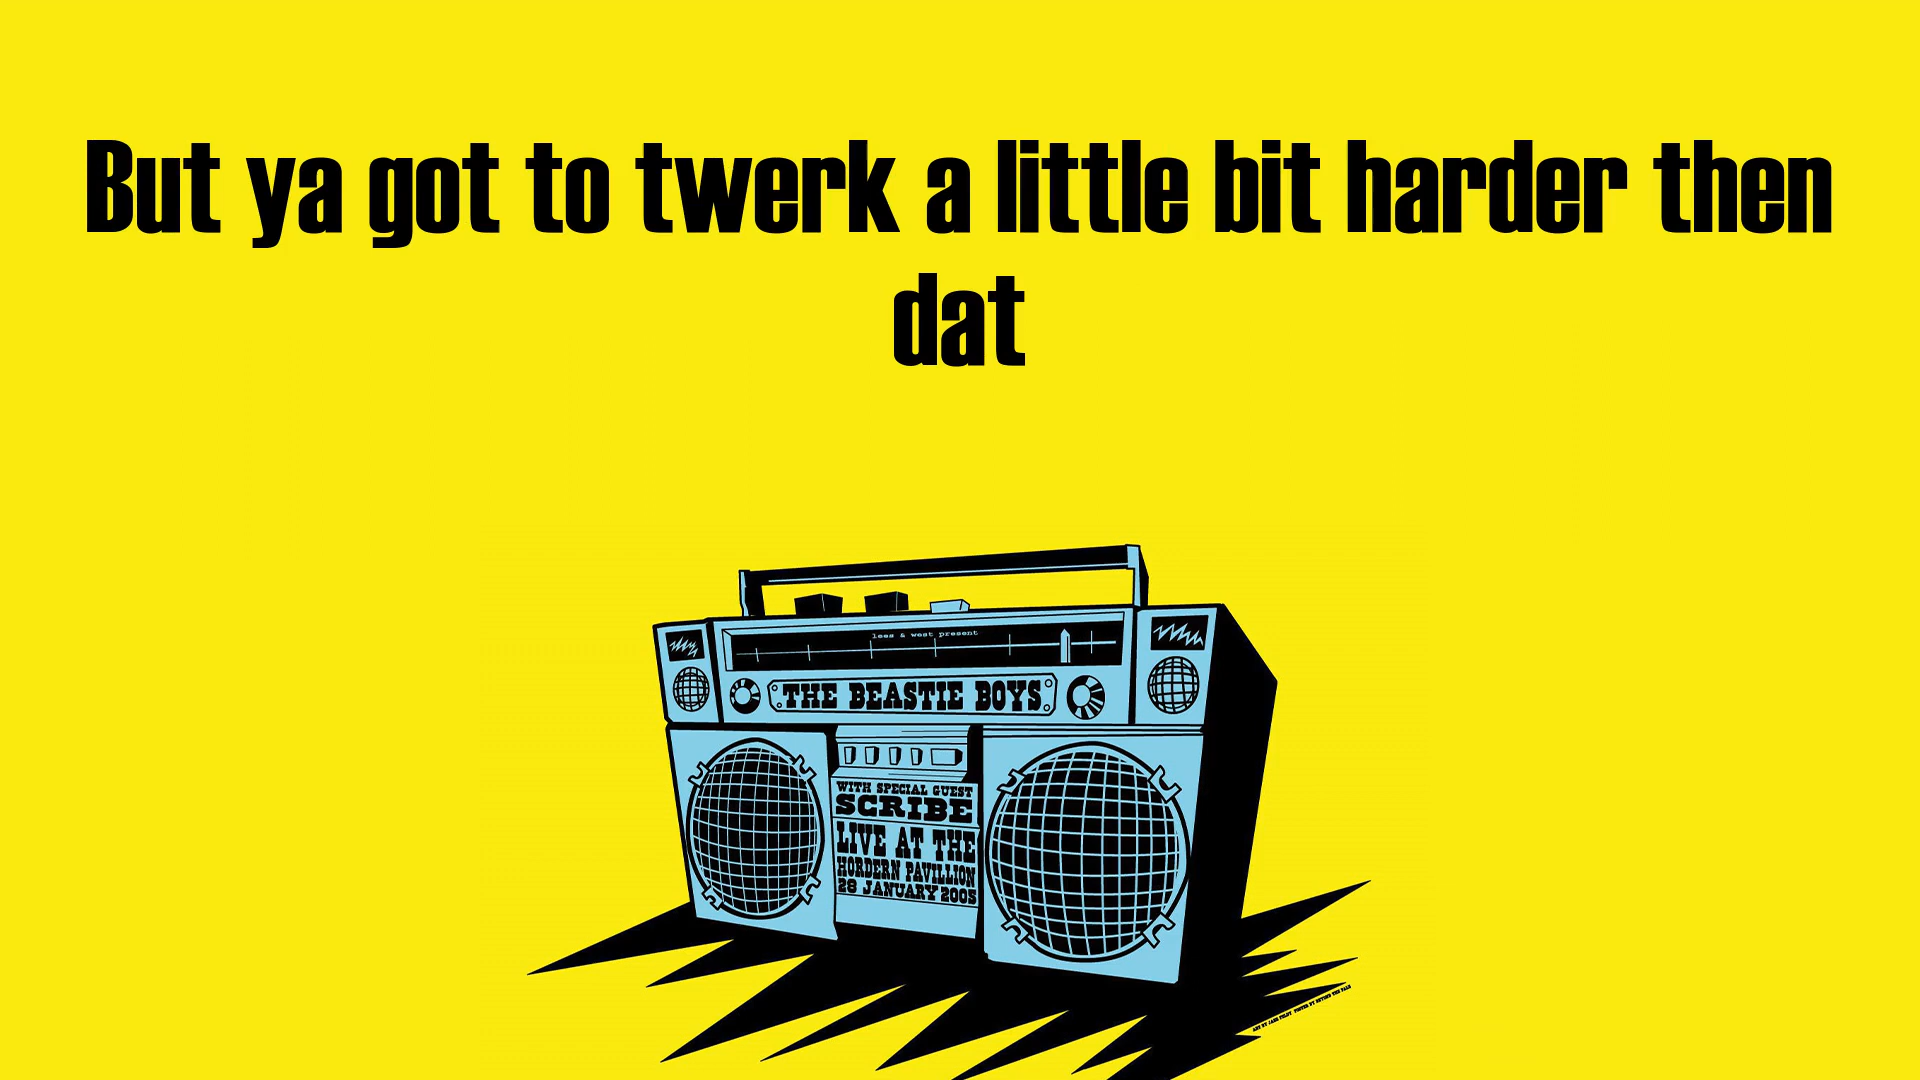 But ya got to twerk a little bit harder then
dat
lees & west present
THE BEASTIE BOYS
WITH SPECIAL GUEST
SCRIBE
LIVE AT THE
HORDERN PAVILLION
28 JANUARY 2005